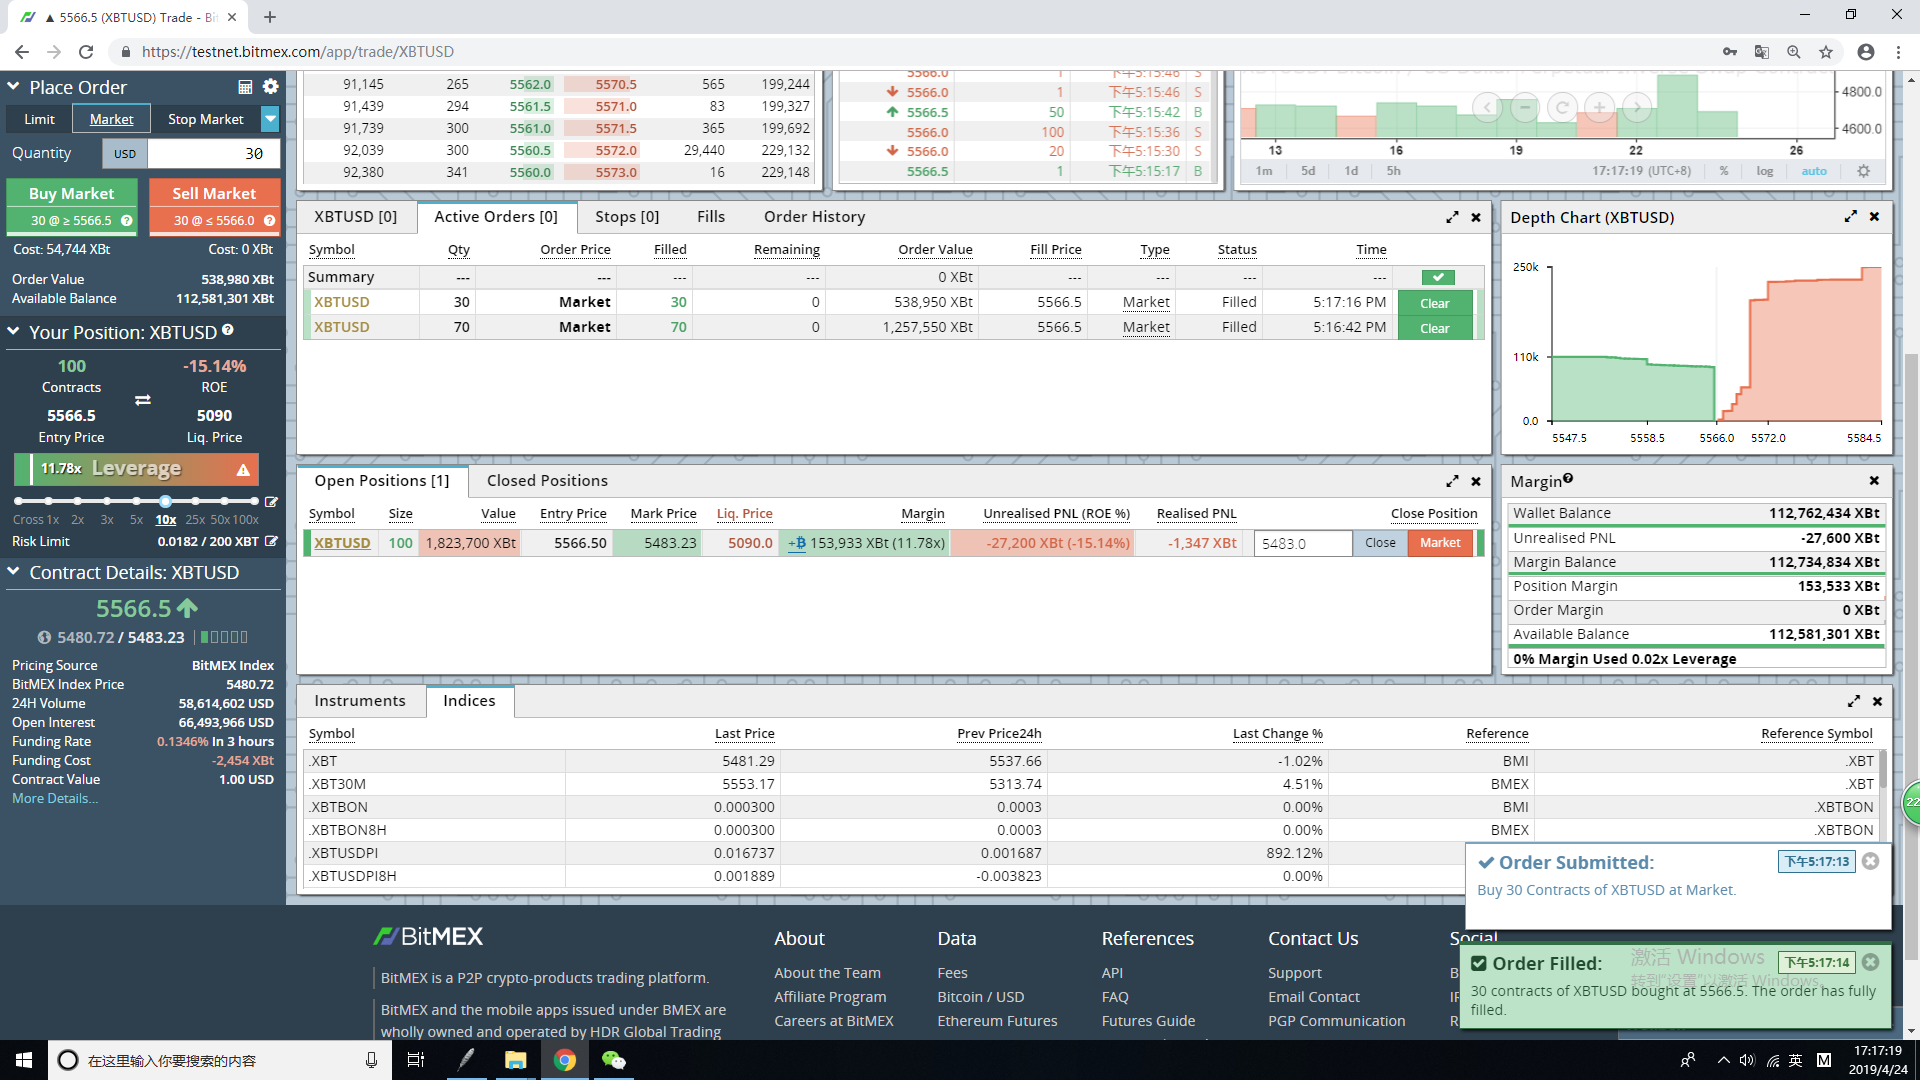 ▲ 5566.5 (XBTUSD) Trade - Bi
https://testnet.bitmex.com/app/trade/XBTUSD
Place Order
Limit Market Stop Market
Quantity USD 30
Buy Market Sell Market
30 @ ≥ 5566.5 30 @ ≤ 5566.0
Cost: 54,744 XBt Cost: 0 XBt
Order Value 538,980 XBt
Available Balance 112,581,301 XBt
Your Position: XBTUSD
100 -15.14%
Contracts ROE
5566.5 5090
Entry Price Liq. Price
11.78x Leverage
Cross 1x 2x 3x 5x 10x 25x 50x 100x
Risk Limit 0.0182 / 200 XBT
Contract Details: XBTUSD
5566.5
5480.72 / 5483.23
Pricing Source BitMEX Index
BitMEX Index Price 5480.72
24H Volume 58,614,602 USD
Open Interest 66,493,966 USD
Funding Rate 0.1346% In 3 hours
Funding Cost -2,454 XBt
Contract Value 1.00 USD
More Details...
91,145 265 5562.0 5570.5 565 199,244
91,439 294 5561.5 5571.0 83 199,327
91,739 300 5561.0 5571.5 365 199,692
92,039 300 5560.5 5572.0 29,440 229,132
92,380 341 5560.0 5573.0 16 229,148
5566.0 1 下午5:15:46 S
5566.0 1 下午5:15:46 S
5566.5 50 下午5:15:42 B
5566.0 100 下午5:15:36 S
5566.0 20 下午5:15:30 S
5566.5 1 下午5:15:17 B
4800.0
4600.0
13 16 19 22 26
1m 5d 1d 5h 17:17:19 (UTC+8) % log auto
XBTUSD [0] Active Orders [0] Stops [0] Fills Order History
Symbol Qty Order Price Filled Remaining Order Value Fill Price Type Status Time
Summary --- --- --- --- 0 XBt --- --- --- ---
XBTUSD 30 Market 30 0 538,950 XBt 5566.5 Market Filled 5:17:16 PM Clear
XBTUSD 70 Market 70 0 1,257,550 XBt 5566.5 Market Filled 5:16:42 PM Clear
Depth Chart (XBTUSD)
250k
110k
0.0
5547.5 5558.5 5566.0 5572.0 5584.5
Open Positions [1] Closed Positions
Symbol Size Value Entry Price Mark Price Liq. Price Margin Unrealised PNL (ROE %) Realised PNL Close Position
XBTUSD 100 1,823,700 XBt 5566.50 5483.23 5090.0 153,933 XBt (11.78x) -27,200 XBt (-15.14%) -1,347 XBt 5483.0 Close Market
Margin
Wallet Balance 112,762,434 XBt
Unrealised PNL -27,600 XBt
Margin Balance 112,734,834 XBt
Position Margin 153,533 XBt
Order Margin 0 XBt
Available Balance 112,581,301 XBt
0% Margin Used 0.02x Leverage
Instruments Indices
Symbol Last Price Prev Price24h Last Change % Reference Reference Symbol
.XBT 5481.29 5537.66 -1.02% BMI .XBT
.XBT30M 5553.17 5313.74 4.51% BMEX .XBT
.XBTBON 0.000300 0.0003 0.00% BMI .XBTBON
.XBTBON8H 0.000300 0.0003 0.00% BMEX .XBTBON
.XBTUSDPI 0.016737 0.001687 892.12%
.XBTUSDPI8H 0.001889 -0.003823 0.00%
Order Submitted: 下午5:17:13
Buy 30 Contracts of XBTUSD at Market.
Order Filled: 下午5:17:14
30 contracts of XBTUSD bought at 5566.5. The order has fully
filled.
激活 Windows
转到"设置"以激活 Windows。
22
BitMEX
BitMEX is a P2P crypto-products trading platform.
BitMEX and the mobile apps issued under BMEX are
wholly owned and operated by HDR Global Trading
About
About the Team
Affiliate Program
Careers at BitMEX
Data
Fees
Bitcoin / USD
Ethereum Futures
References
API
FAQ
Futures Guide
Contact Us
Support
Email Contact
PGP Communication
Social
在这里输入你要搜索的内容
英 M
17:17:19
2019/4/24